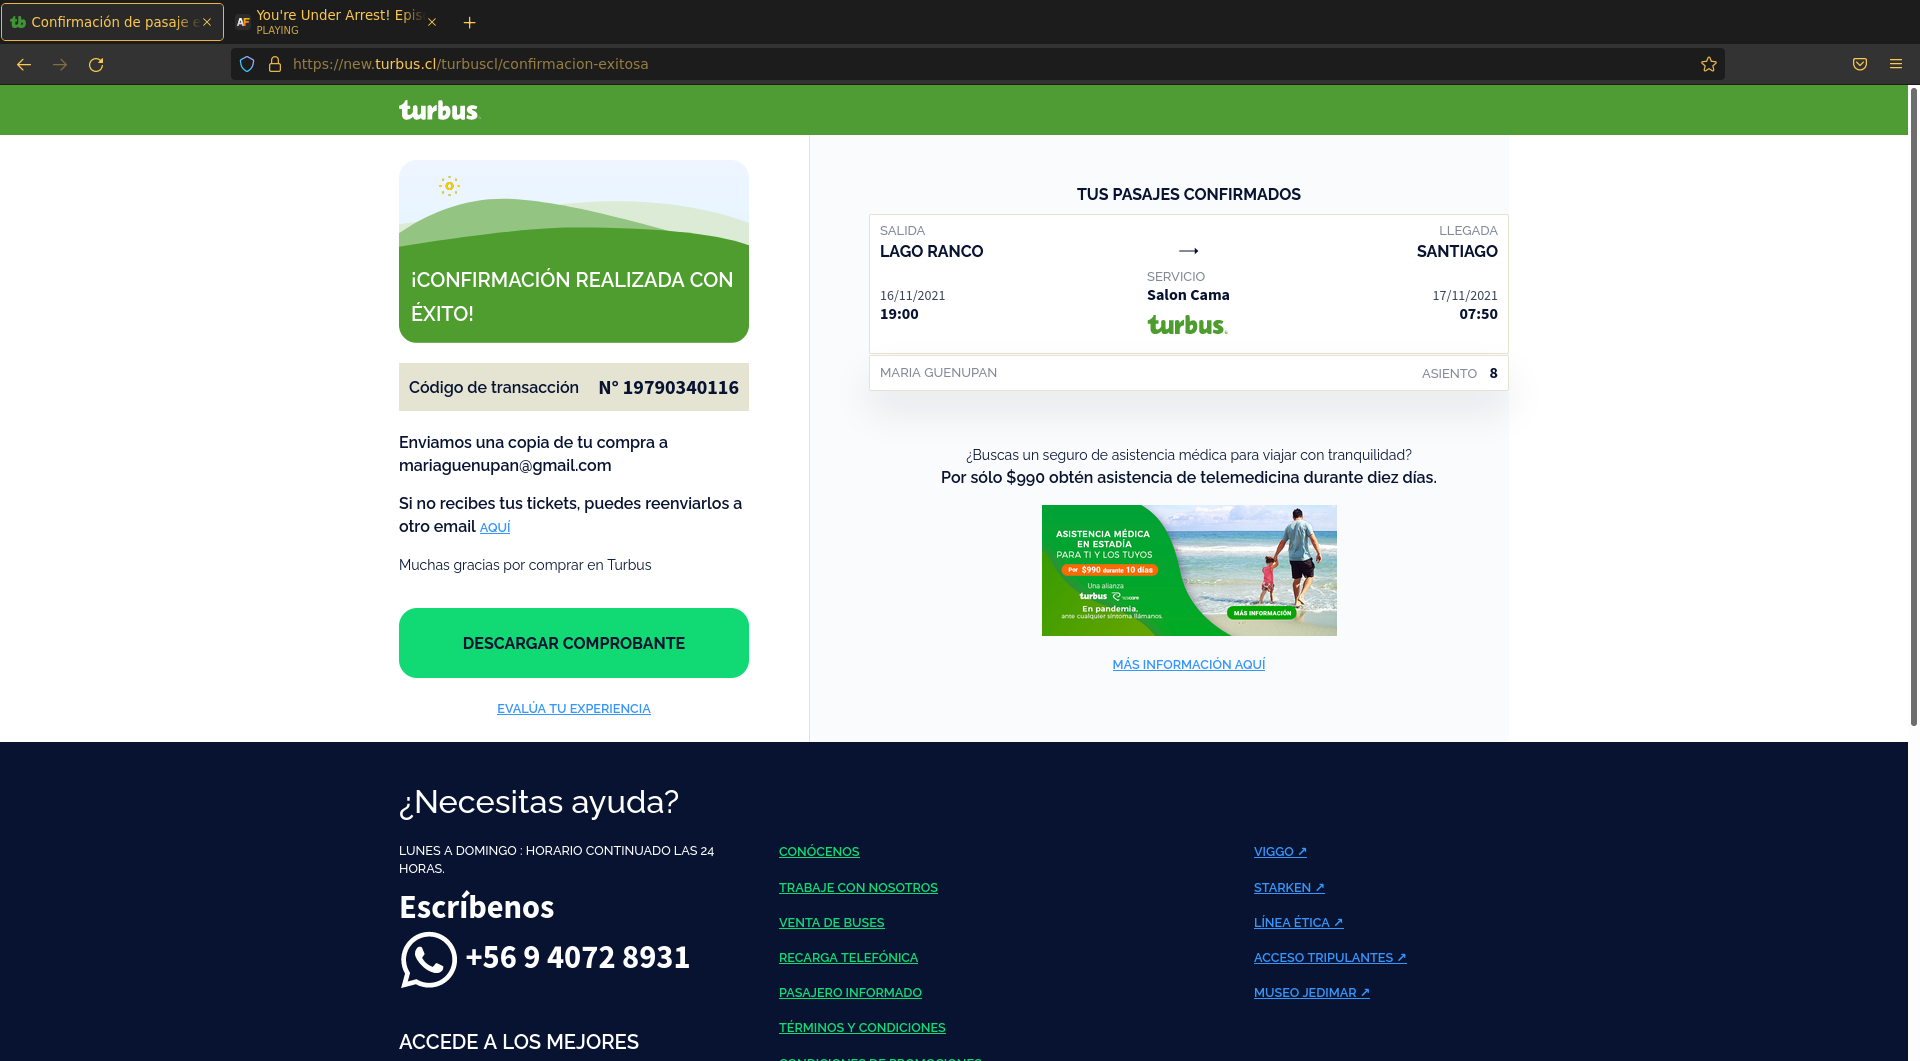 Confirmación de pasaje e
You're Under Arrest! Epis
PLAYING
https://new.turbus.cl/turbuscl/confirmacion-exitosa
turbus
¡CONFIRMACIÓN REALIZADA CON
ÉXITO!
Código de transacción N° 19790340116
Enviamos una copia de tu compra a
mariaguenupan@gmail.com
Si no recibes tus tickets, puedes reenviarlos a
otro email AQUÍ
Muchas gracias por comprar en Turbus
DESCARGAR COMPROBANTE
EVALÚA TU EXPERIENCIA
TUS PASAJES CONFIRMADOS
SALIDA LLEGADA
LAGO RANCO → SANTIAGO
SERVICIO
16/11/2021 Salon Cama 17/11/2021
19:00 07:50
turbus
MARIA GUENUPAN ASIENTO 8
¿Buscas un seguro de asistencia médica para viajar con tranquilidad?
Por sólo $990 obtén asistencia de telemedicina durante diez días.
ASISTENCIA MÉDICA
EN ESTADÍA
PARA TI Y LOS TUYOS
Por $990 durante 10 días
Una alianza
turbus
En pandemia,
ante cualquier síntoma llámanos.
MÁS INFORMACIÓN
MÁS INFORMACIÓN AQUÍ
¿Necesitas ayuda?
LUNES A DOMINGO : HORARIO CONTINUADO LAS 24
HORAS.
Escríbenos
+56 9 4072 8931
ACCEDE A LOS MEJORES
CONÓCENOS
TRABAJE CON NOSOTROS
VENTA DE BUSES
RECARGA TELEFÓNICA
PASAJERO INFORMADO
TÉRMINOS Y CONDICIONES
CONDICIONES DE PROMOCIONES
VIGGO ↗
STARKEN ↗
LÍNEA ÉTICA ↗
ACCESO TRIPULANTES ↗
MUSEO JEDIMAR ↗